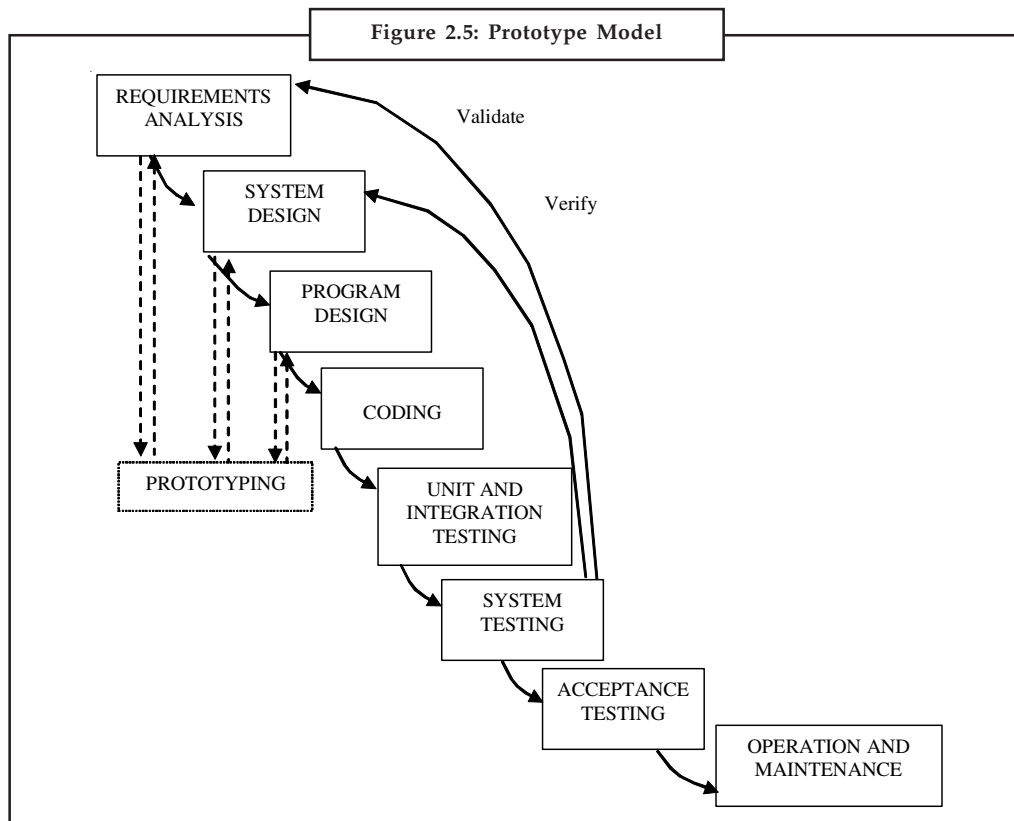 Figure 2.5: Prototype Model
REQUIREMENTS
ANALYSIS
Validate
SYSTEM
DESIGN
Verify
PROGRAM
DESIGN
CODING
PROTOTYPING
UNIT AND
INTEGRATION
TESTING
SYSTEM
TESTING
ACCEPTANCE
TESTING
OPERATION AND
MAINTENANCE